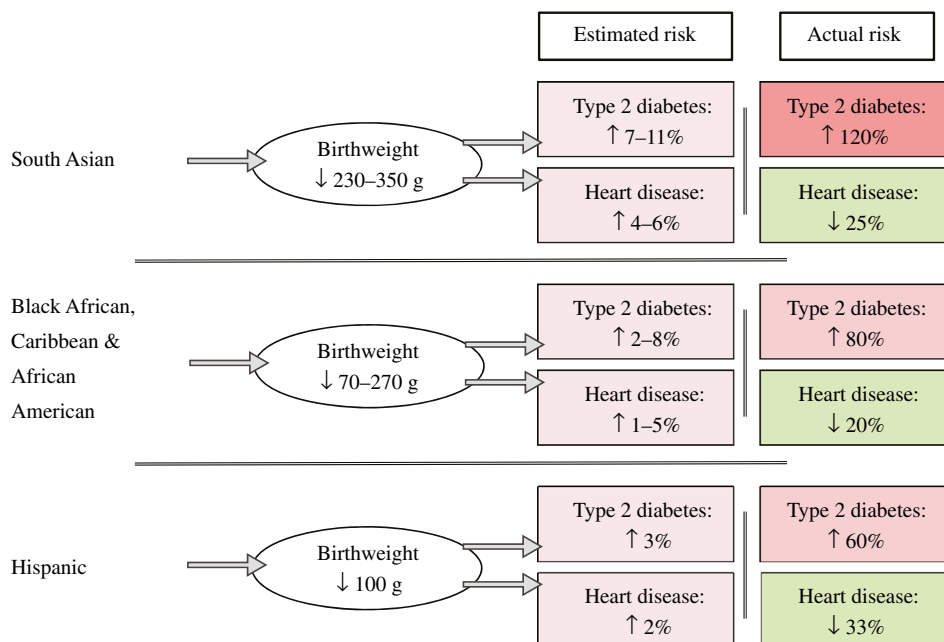 Estimated risk
Actual risk
South Asian
Birthweight
↓ 230–350 g
Type 2 diabetes:
↑ 7–11%
Heart disease:
↑ 4–6%
Type 2 diabetes:
↑ 120%
Heart disease:
↓ 25%
Black African,
Caribbean &
African
American
Birthweight
↓ 70–270 g
Type 2 diabetes:
↑ 2–8%
Heart disease:
↑ 1–5%
Type 2 diabetes:
↑ 80%
Heart disease:
↓ 20%
Hispanic
Birthweight
↓ 100 g
Type 2 diabetes:
↑ 3%
Heart disease:
↑ 2%
Type 2 diabetes:
↑ 60%
Heart disease:
↓ 33%